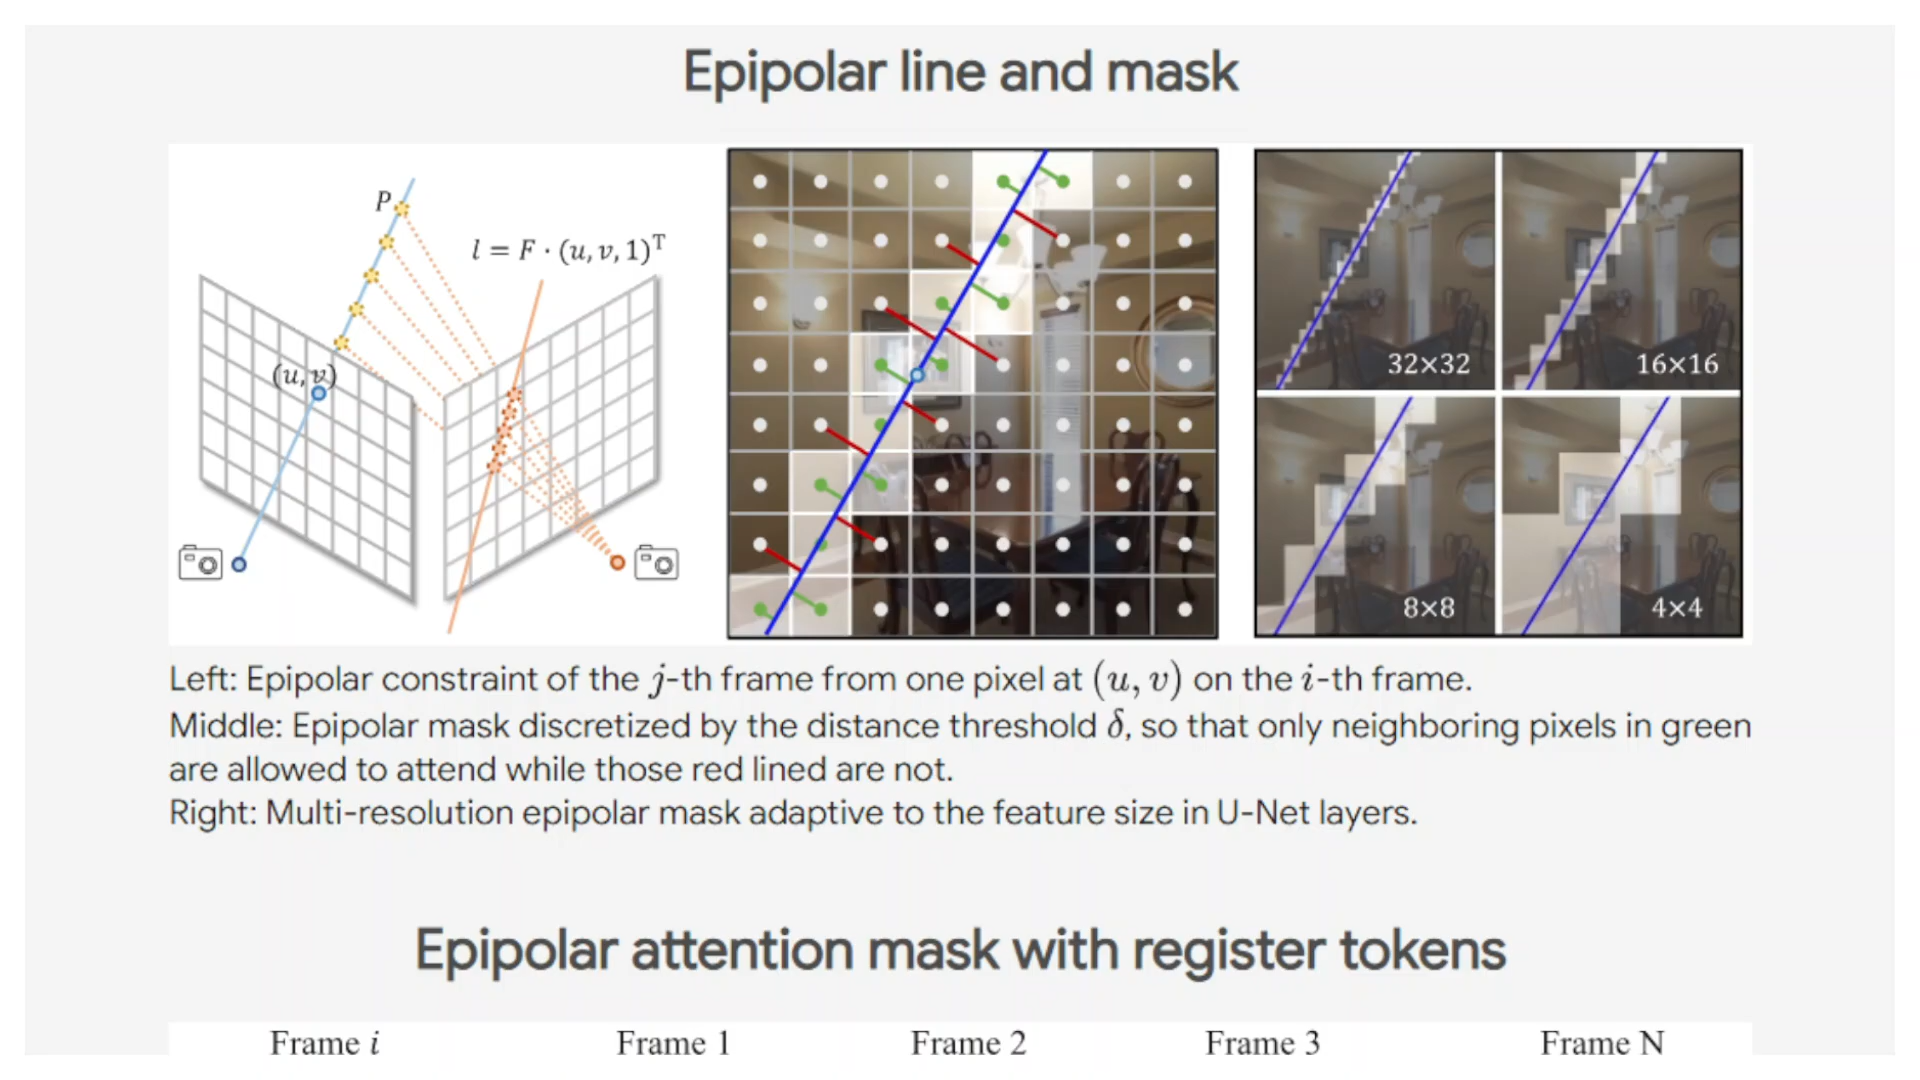 Epipolar line and mask
P
l = F · (u, v, 1)ᵀ
(u, v)
32×32
16×16
8×8
4×4
Left: Epipolar constraint of the j-th frame from one pixel at (u, v) on the i-th frame.
Middle: Epipolar mask discretized by the distance threshold δ, so that only neighboring pixels in green
are allowed to attend while those red lined are not.
Right: Multi-resolution epipolar mask adaptive to the feature size in U-Net layers.
Epipolar attention mask with register tokens
Frame i Frame 1 Frame 2 Frame 3 Frame N